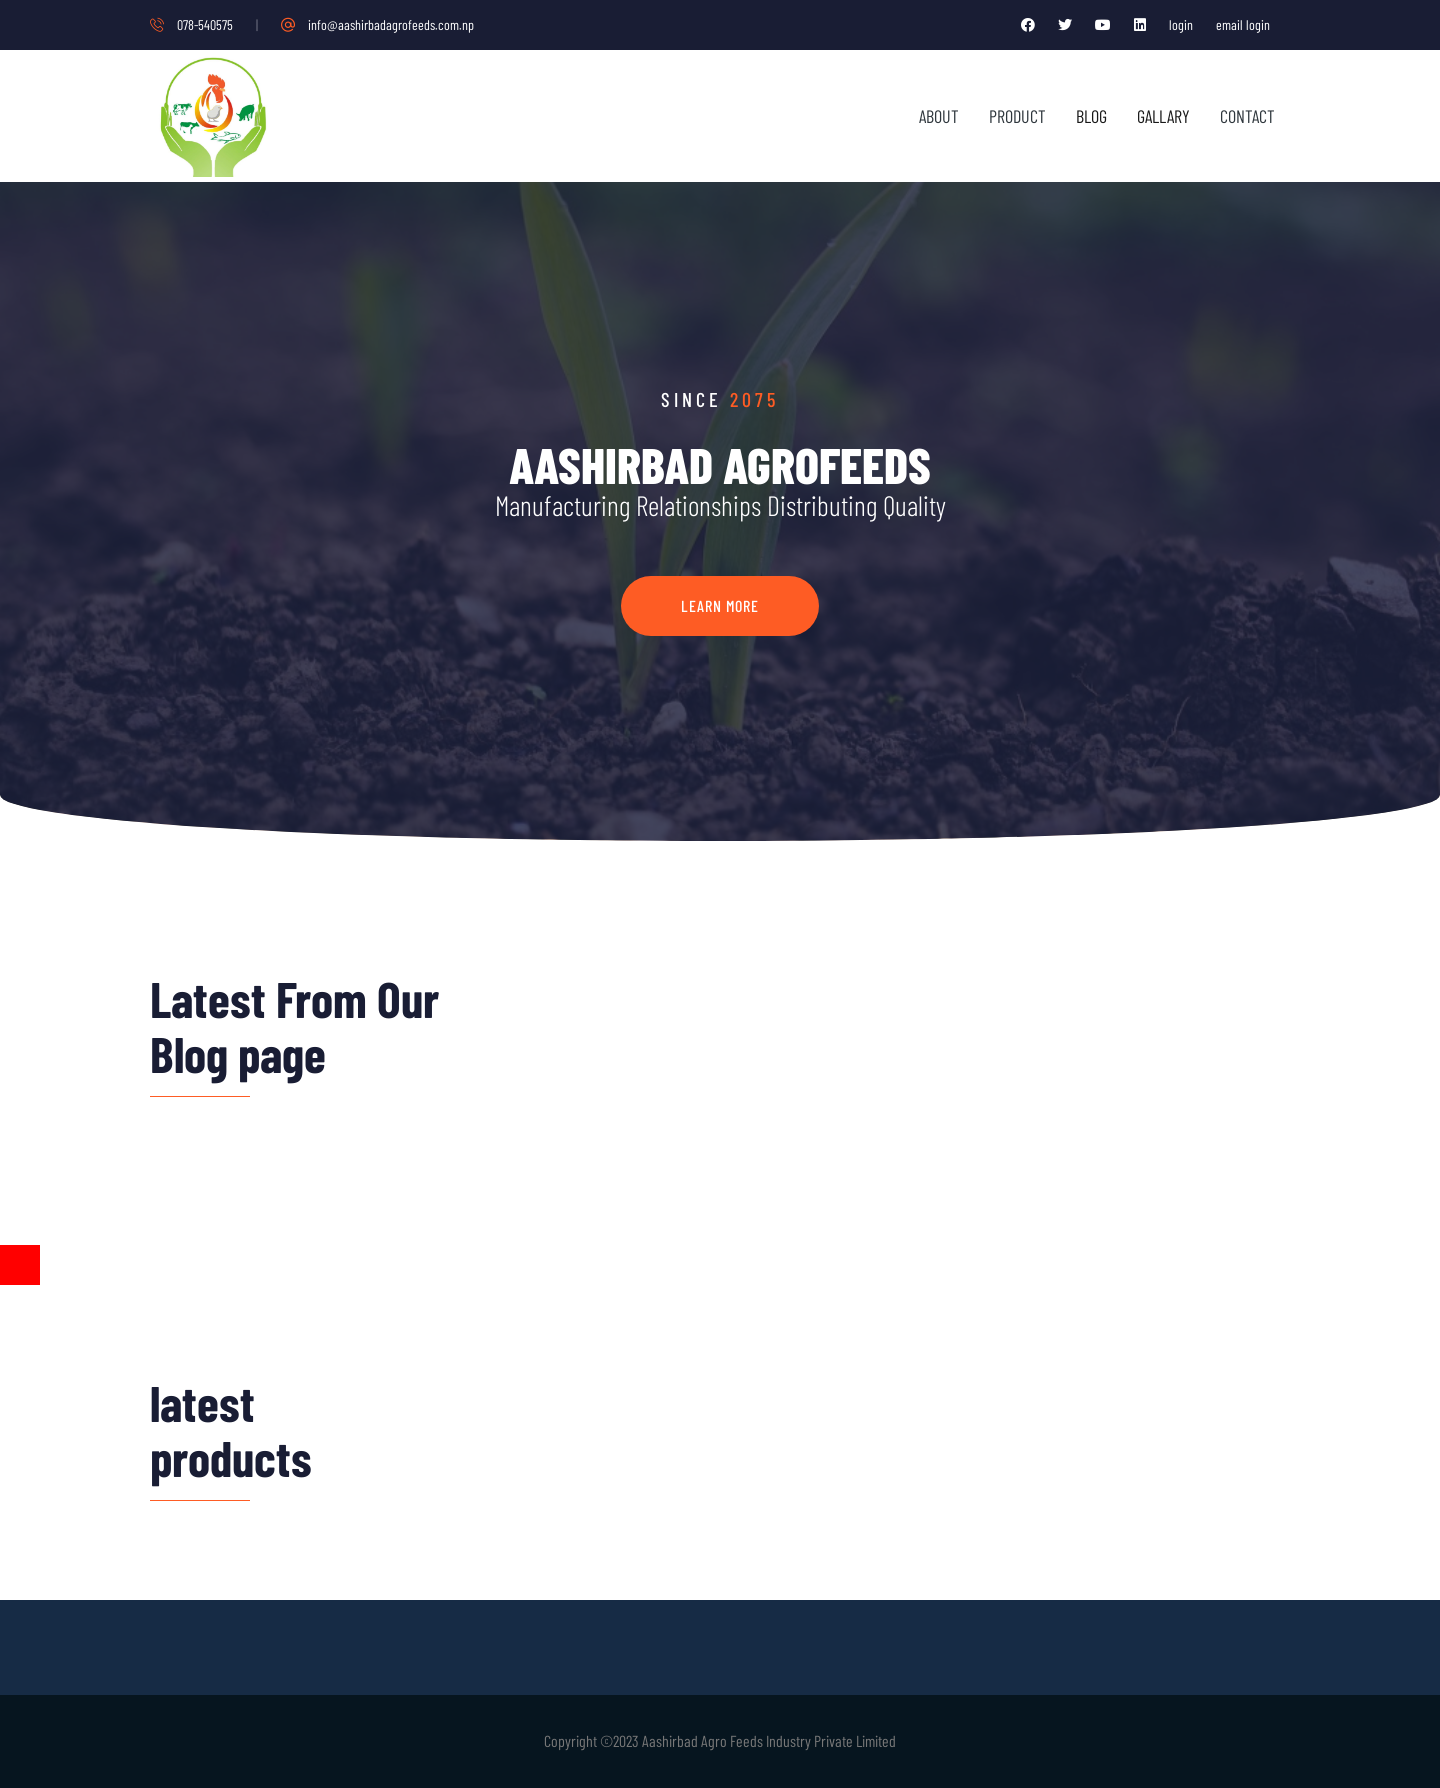 078-540575 | info@aashirbadagrofeeds.com.np login email login
ABOUT PRODUCT BLOG GALLARY CONTACT
SINCE 2075
AASHIRBAD AGROFEEDS
Manufacturing Relationships Distributing Quality
LEARN MORE
Latest From Our
Blog page
latest
products
Copyright ©2023 Aashirbad Agro Feeds Industry Private Limited